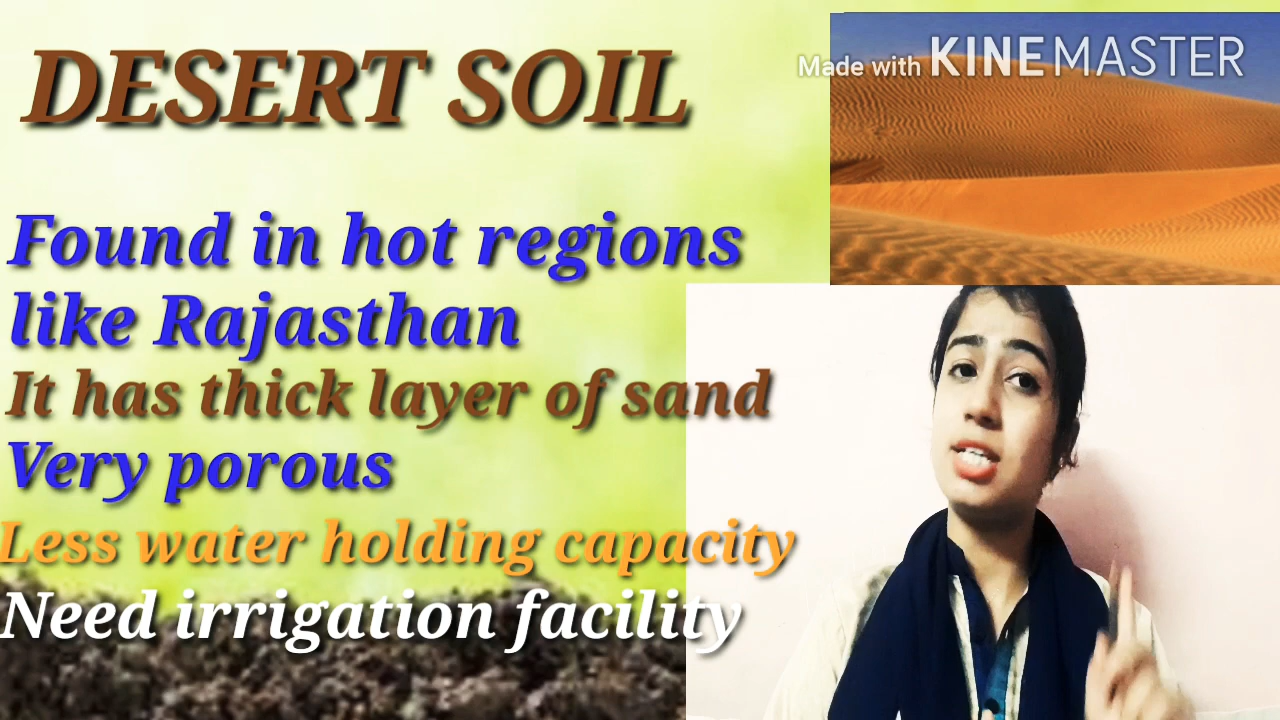 DESERT SOIL
Made with KINEMASTER
Found in hot regions
like Rajasthan
It has thick layer of sand
Very porous
Less water holding capacity
Need irrigation facility